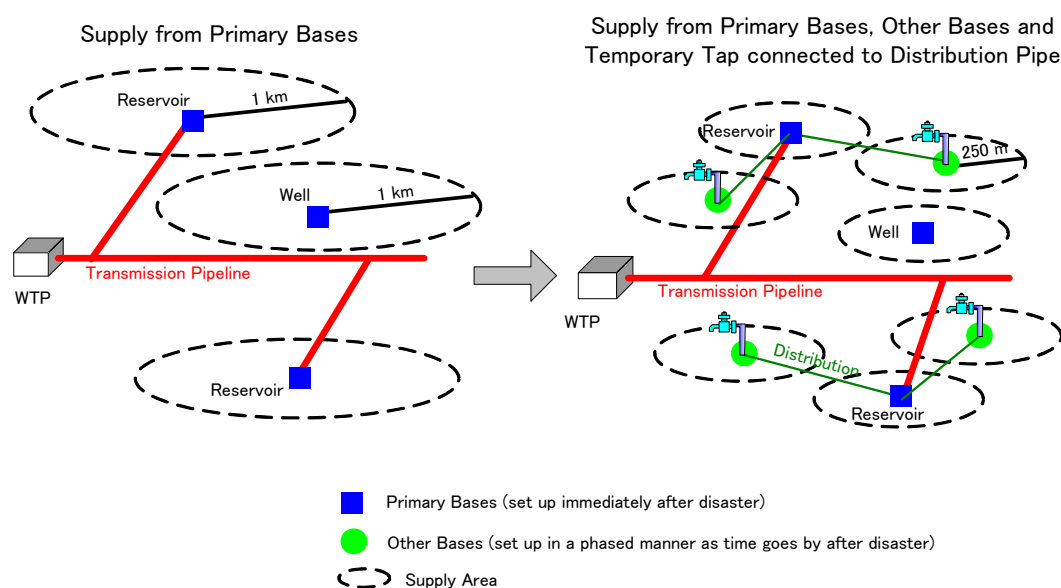 Supply from Primary Bases
Reservoir
1 km
Well
1 km
Transmission Pipeline
WTP
Reservoir
Supply from Primary Bases, Other Bases and
Temporary Tap connected to Distribution Pipe
Reservoir
250 m
Well
Transmission Pipeline
WTP
Distribution
Reservoir
Primary Bases (set up immediately after disaster)
Other Bases (set up in a phased manner as time goes by after disaster)
Supply Area